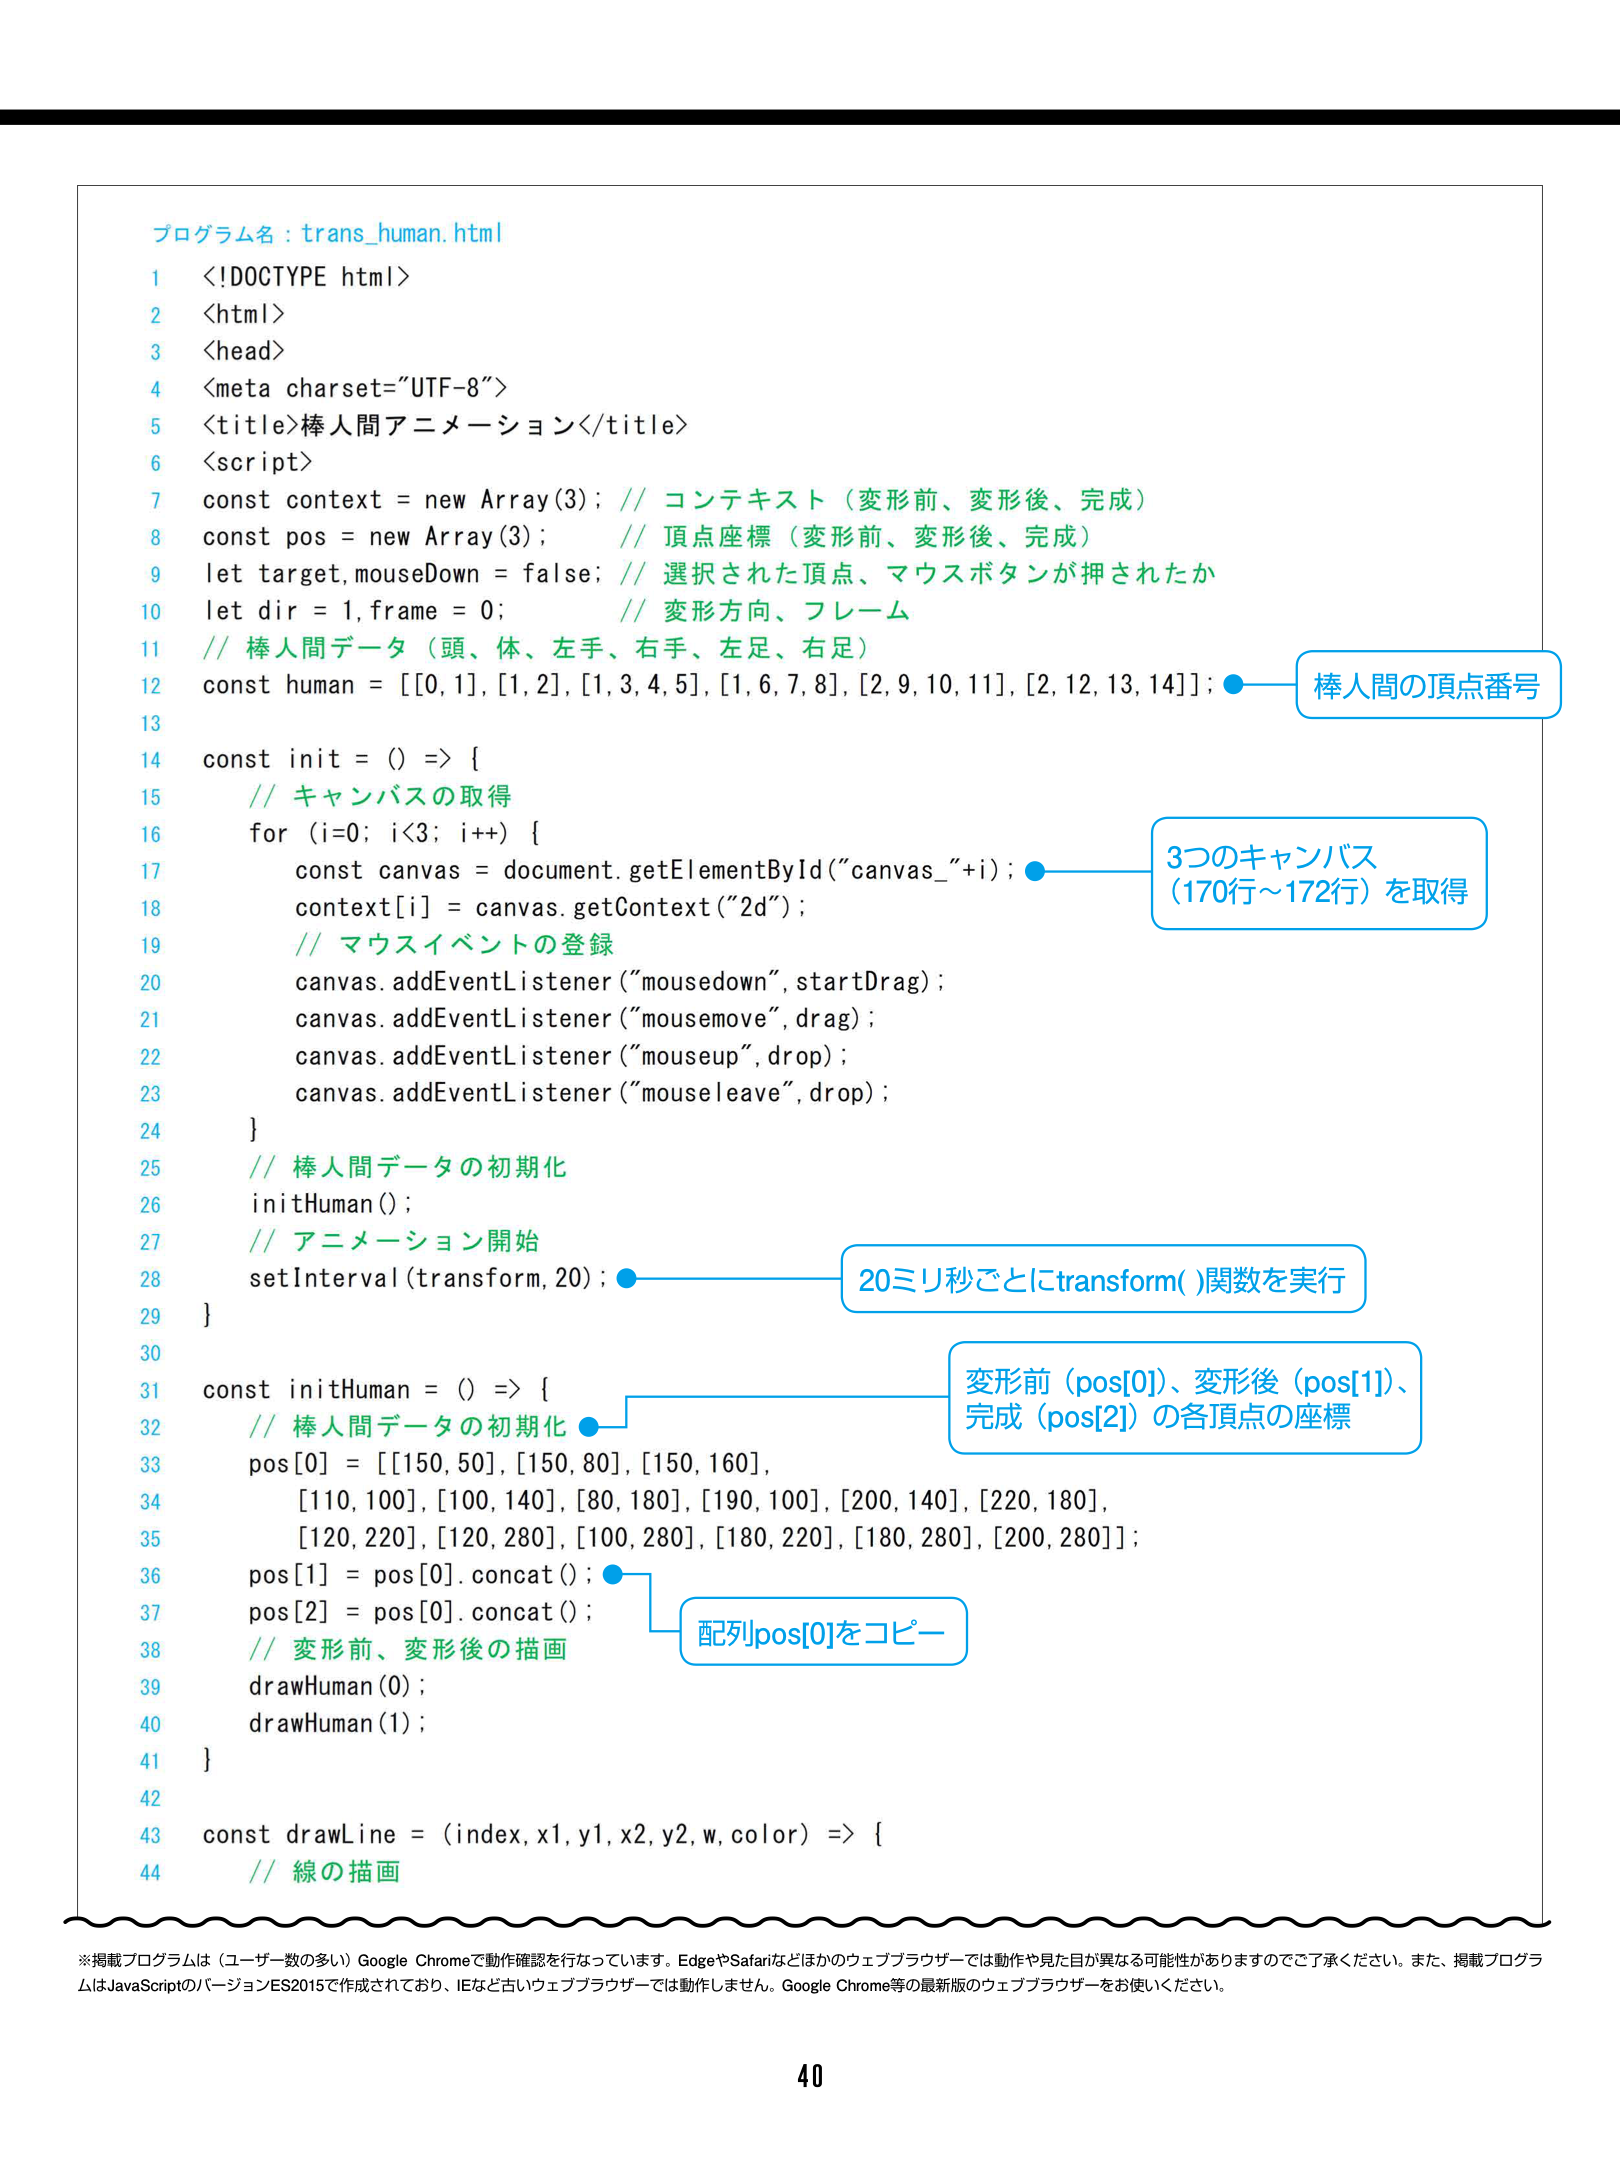 プログラム名：trans_human.html
1 <!DOCTYPE html>
2 <html>
3 <head>
4 <meta charset="UTF-8">
5 <title>棒人間アニメーション</title>
6 <script>
7 const context = new Array(3); // コンテキスト（変形前、変形後、完成）
8 const pos = new Array(3);     // 頂点座標（変形前、変形後、完成）
9 let target,mouseDown = false; // 選択された頂点、マウスボタンが押されたか
10 let dir = 1,frame = 0;        // 変形方向、フレーム
11 // 棒人間データ（頭、体、左手、右手、左足、右足）
12 const human = [[0,1],[1,2],[1,3,4,5],[1,6,7,8],[2,9,10,11],[2,12,13,14]];
棒人間の頂点番号
13
14 const init = () => {
15    // キャンバスの取得
16    for (i=0; i<3; i++) {
17       const canvas = document.getElementById("canvas_"+i);
3つのキャンバス
（170行～172行）を取得
18       context[i] = canvas.getContext("2d");
19       // マウスイベントの登録
20       canvas.addEventListener("mousedown",startDrag);
21       canvas.addEventListener("mousemove",drag);
22       canvas.addEventListener("mouseup",drop);
23       canvas.addEventListener("mouseleave",drop);
24    }
25    // 棒人間データの初期化
26    initHuman();
27    // アニメーション開始
28    setInterval(transform,20);
20ミリ秒ごとにtransform( )関数を実行
29 }
30
31 const initHuman = () => {
32    // 棒人間データの初期化
変形前（pos[0]）、変形後（pos[1]）、
完成（pos[2]）の各頂点の座標
33    pos[0] = [[150,50],[150,80],[150,160],
34       [110,100],[100,140],[80,180],[190,100],[200,140],[220,180],
35       [120,220],[120,280],[100,280],[180,220],[180,280],[200,280]];
36    pos[1] = pos[0].concat();
37    pos[2] = pos[0].concat();
配列pos[0]をコピー
38    // 変形前、変形後の描画
39    drawHuman(0);
40    drawHuman(1);
41 }
42
43 const drawLine = (index,x1,y1,x2,y2,w,color) => {
44    // 線の描画
※掲載プログラムは（ユーザー数の多い）Google Chromeで動作確認を行なっています。EdgeやSafariなどほかのウェブブラウザーでは動作や見た目が異なる可能性がありますのでご了承ください。また、掲載プログラ
ムはJavaScriptのバージョンES2015で作成されており、IEなど古いウェブブラウザーでは動作しません。Google Chrome等の最新版のウェブブラウザーをお使いください。
40